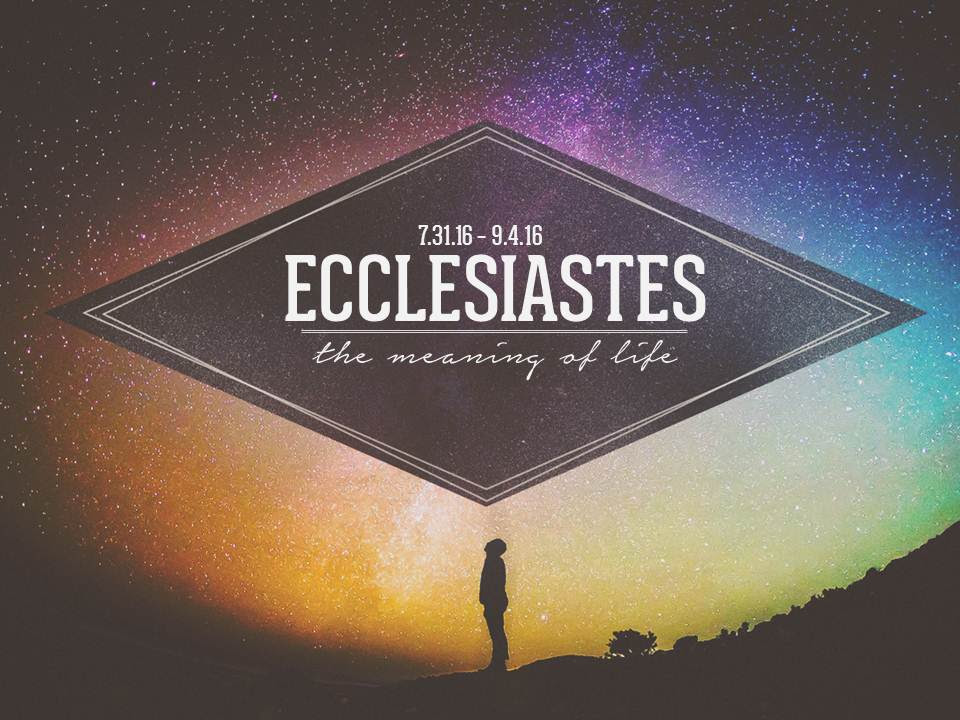 7.31.16 - 9.4.16
ECCLESIASTES
the meaning of life